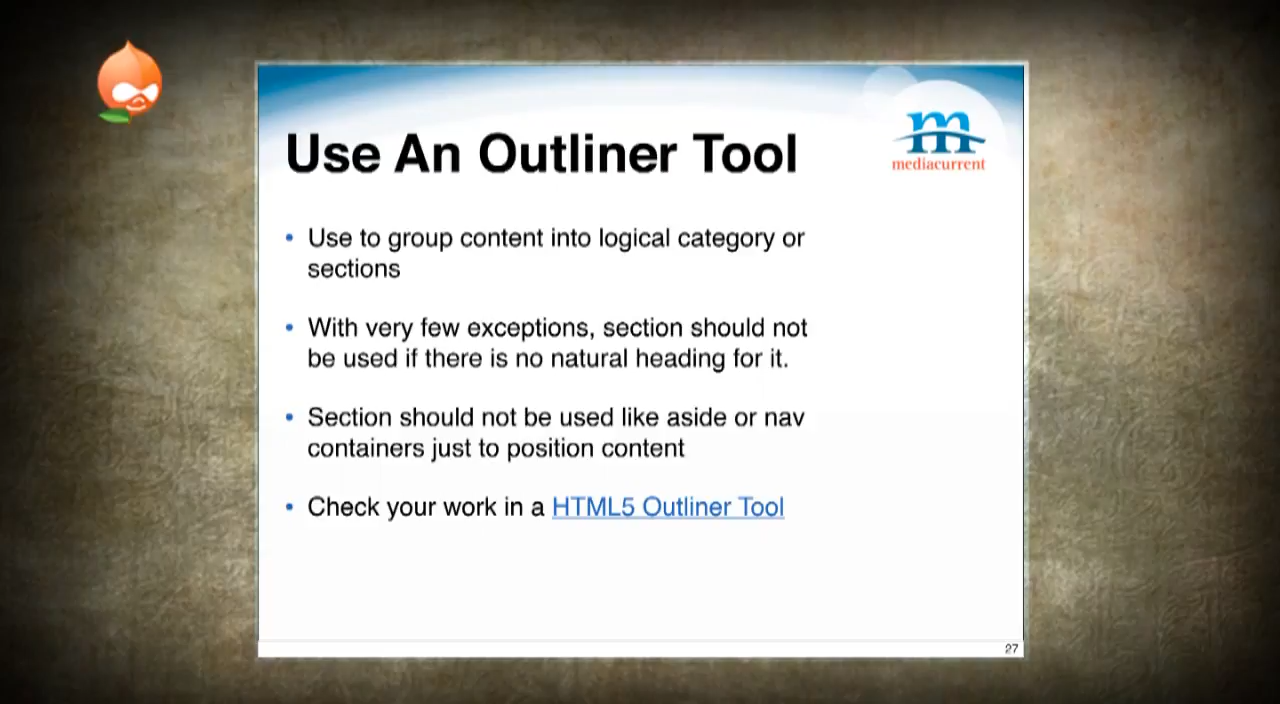 Use An Outliner Tool
mediacurrent
• Use to group content into logical category or
sections
• With very few exceptions, section should not
be used if there is no natural heading for it.
• Section should not be used like aside or nav
containers just to position content
• Check your work in a HTML5 Outliner Tool
27